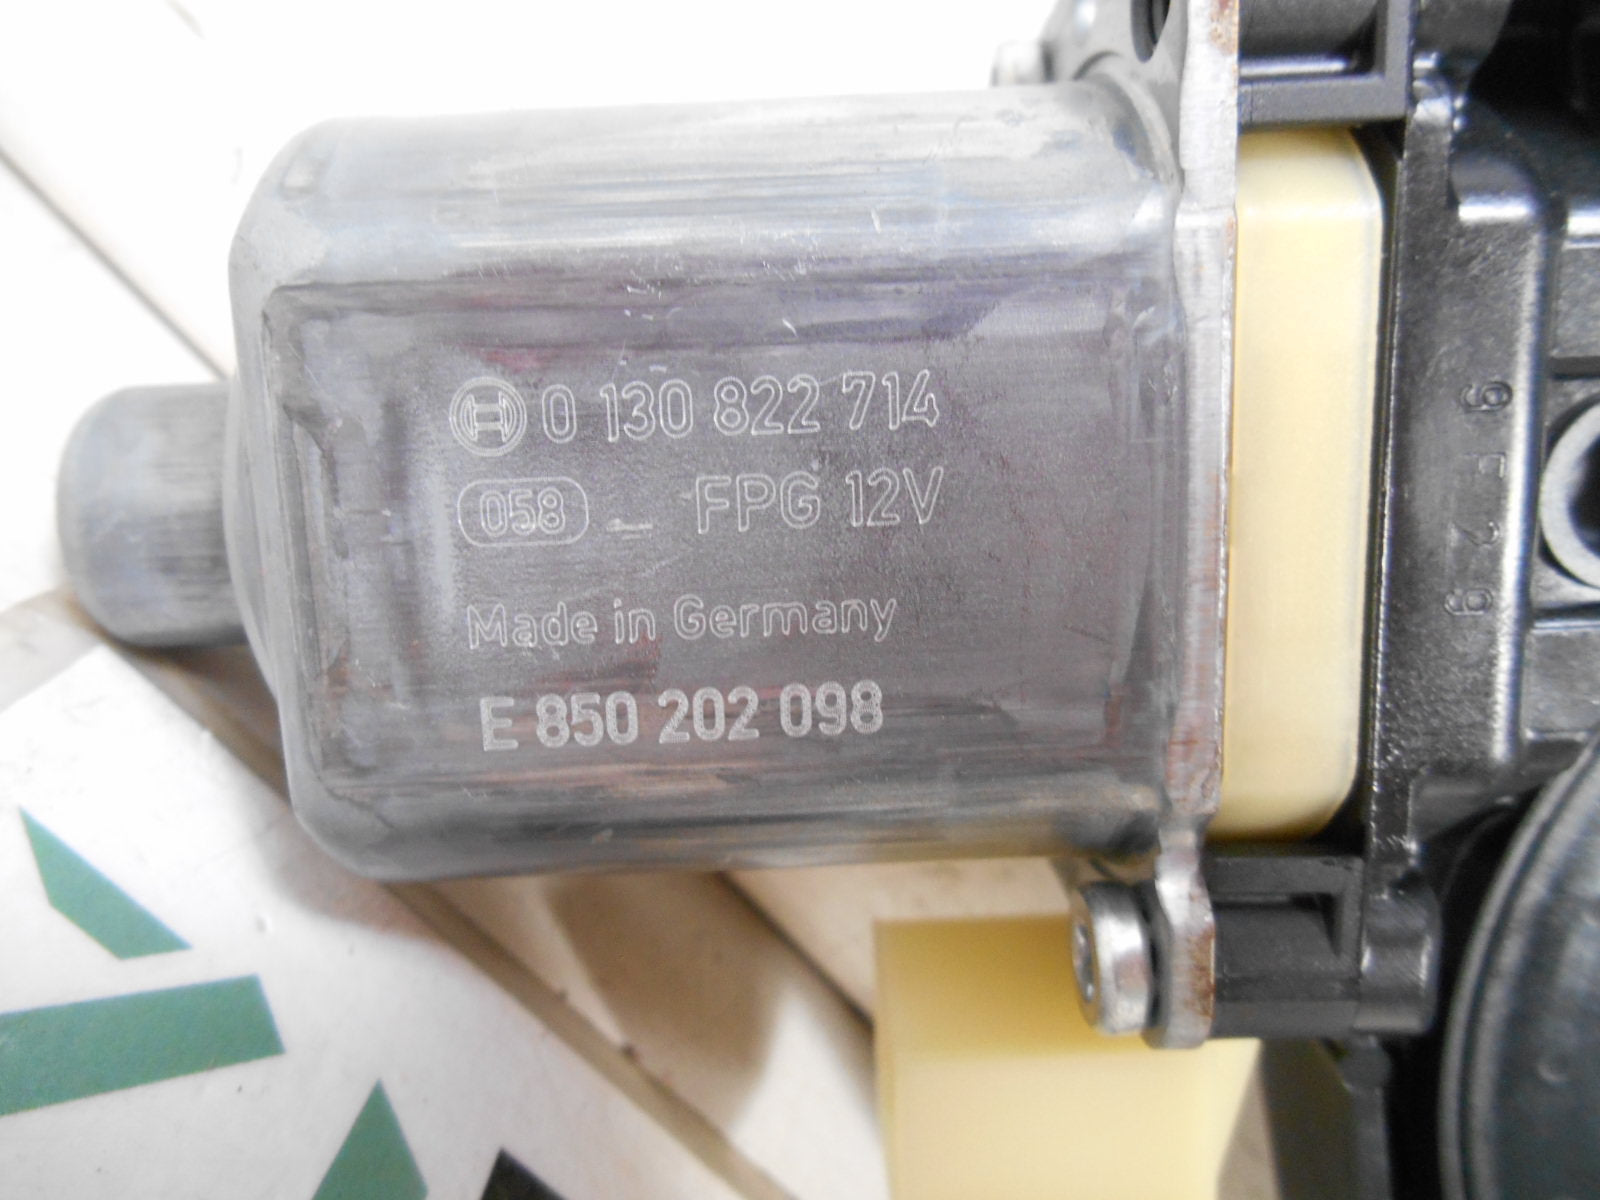 0 130 822 714
058 FPG 12V
Made in Germany
E 850 202 098